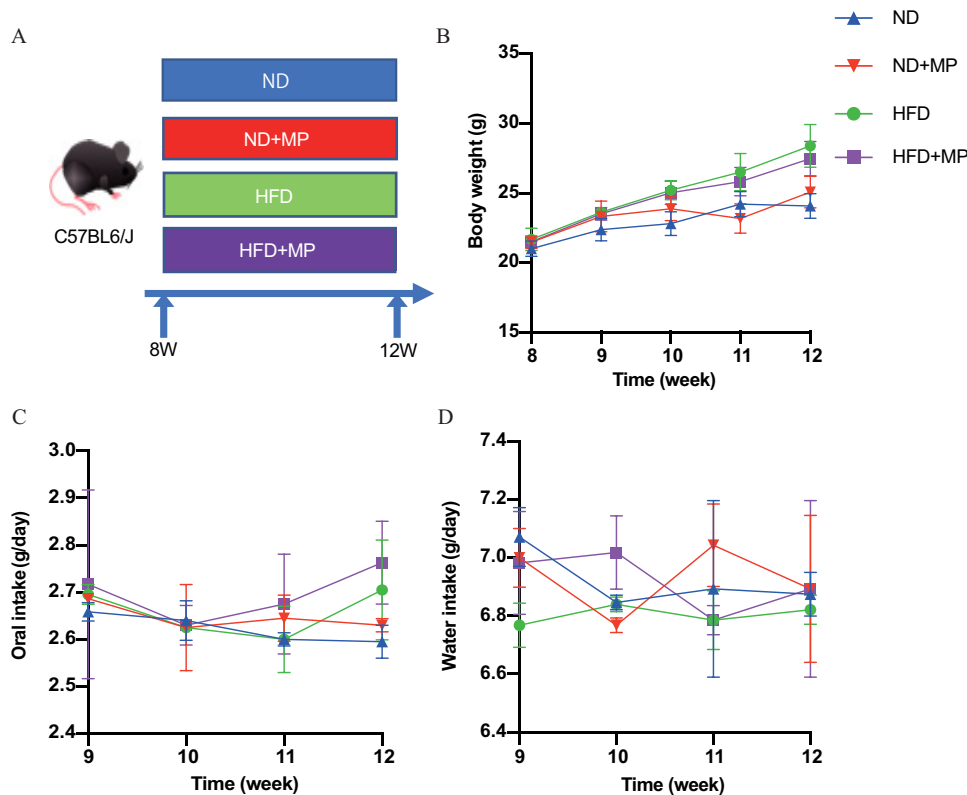 A
ND
ND+MP
HFD
HFD+MP
C57BL6/J
8W
12W
B
35
30
25
20
15
Body weight (g)
8
9
10
11
12
Time (week)
ND
ND+MP
HFD
HFD+MP
C
3.0
2.9
2.8
2.7
2.6
2.5
2.4
Oral intake (g/day)
9
10
11
12
Time (week)
D
7.4
7.2
7.0
6.8
6.6
6.4
Water intake (g/day)
9
10
11
12
Time (week)